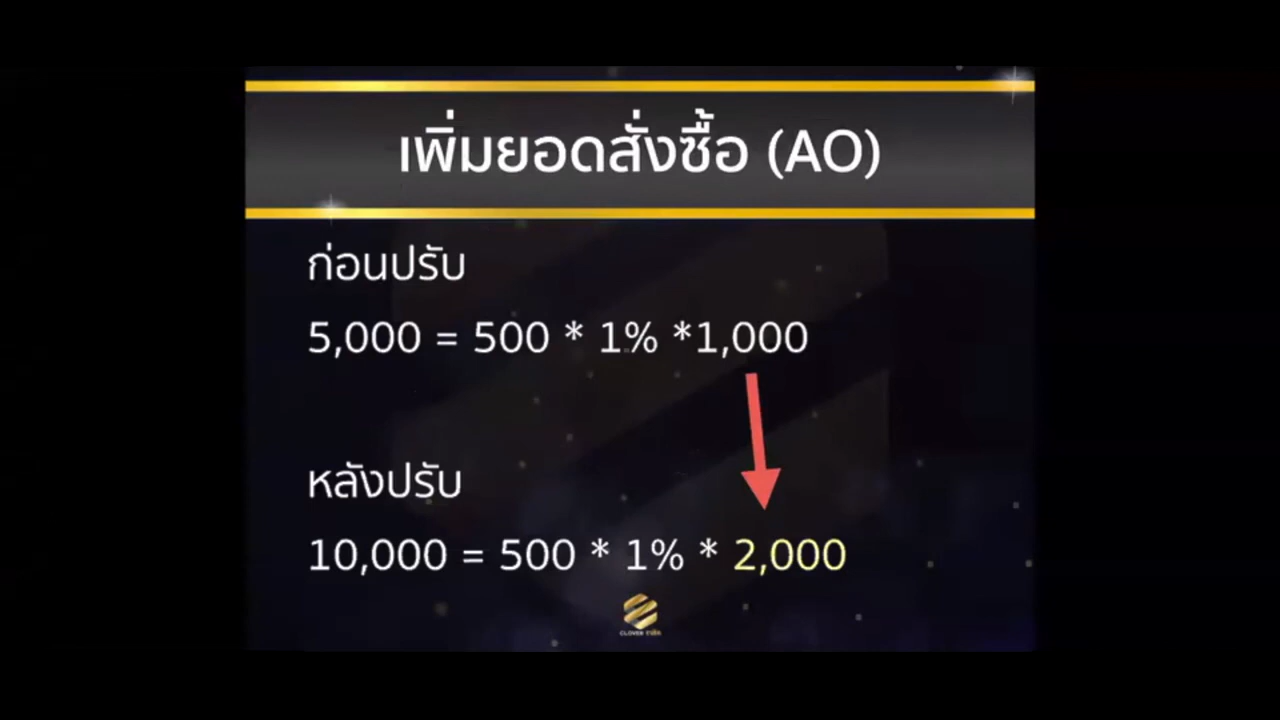 เพิ่มยอดสั่งซื้อ (AO)
ก่อนปรับ
5,000 = 500 * 1% *1,000
หลังปรับ
10,000 = 500 * 1% * 2,000
CLOVER